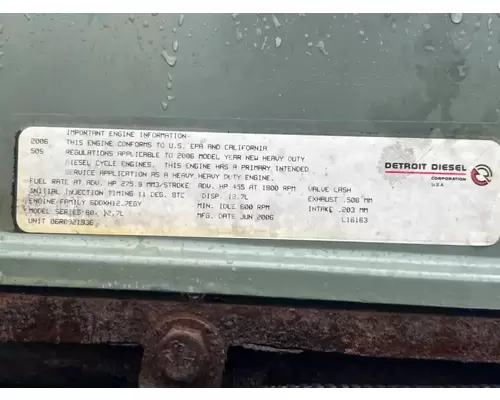 IMPORTANT ENGINE INFORMATION-
2006 THIS ENGINE CONFORMS TO U.S. EPA AND CALIFORNIA
50S REGULATIONS APPLICABLE TO 2006 MODEL YEAR NEW HEAVY DUTY
DIESEL CYCLE ENGINES. THIS ENGINE HAS A PRIMARY INTENDED
SERVICE APPLICATION AS A HEAVY HEAVY DUTY ENGINE.
FUEL RATE AT ADV. HP 275.9 MM3/STROKE ADV. HP 455 AT 1800 RPM VALVE LASH
INITIAL INJECTION TIMING 11 DEG. BTC DISP. 12.7L EXHAUST .508 MM
ENGINE FAMILY 6DDXH12.7EGY MIN. IDLE 600 RPM INTAKE .203 MM
MODEL SERIES 60, 12.7L MFG. DATE JUN 2006 L16163
UNIT 06R0921936
DETROIT DIESEL
CORPORATION
U.S.A.